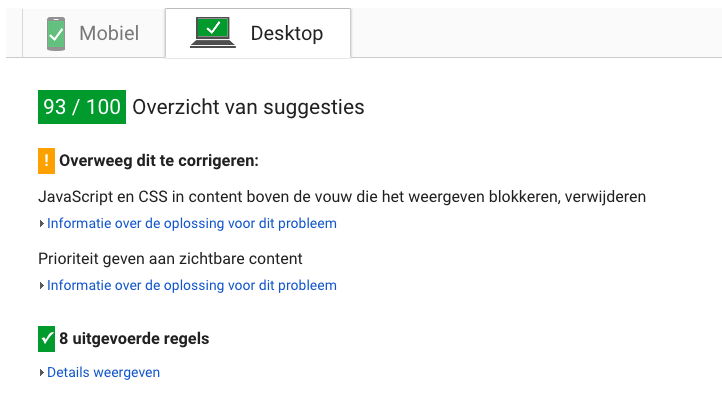 Mobiel
Desktop
93 / 100 Overzicht van suggesties
! Overweeg dit te corrigeren:
JavaScript en CSS in content boven de vouw die het weergeven blokkeren, verwijderen
Informatie over de oplossing voor dit probleem
Prioriteit geven aan zichtbare content
Informatie over de oplossing voor dit probleem
8 uitgevoerde regels
Details weergeven